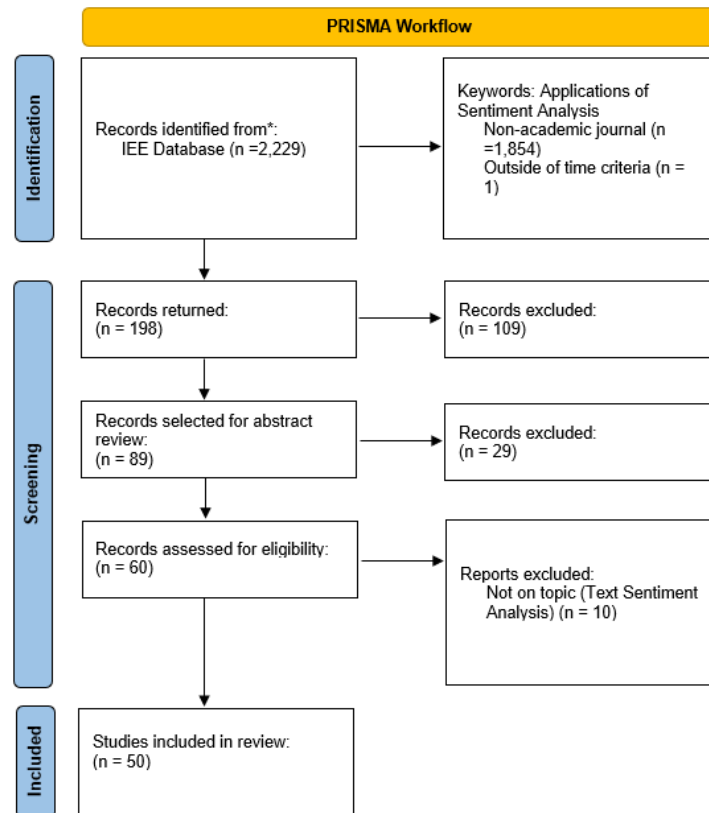 PRISMA Workflow
Identification
Records identified from*:
IEE Database (n =2,229)
Keywords: Applications of
Sentiment Analysis
Non-academic journal (n
=1,854)
Outside of time criteria (n =
1)
Screening
Records returned:
(n = 198)
Records excluded:
(n = 109)
Records selected for abstract
review:
(n = 89)
Records excluded:
(n = 29)
Records assessed for eligibility:
(n = 60)
Reports excluded:
Not on topic (Text Sentiment
Analysis) (n = 10)
Included
Studies included in review:
(n = 50)